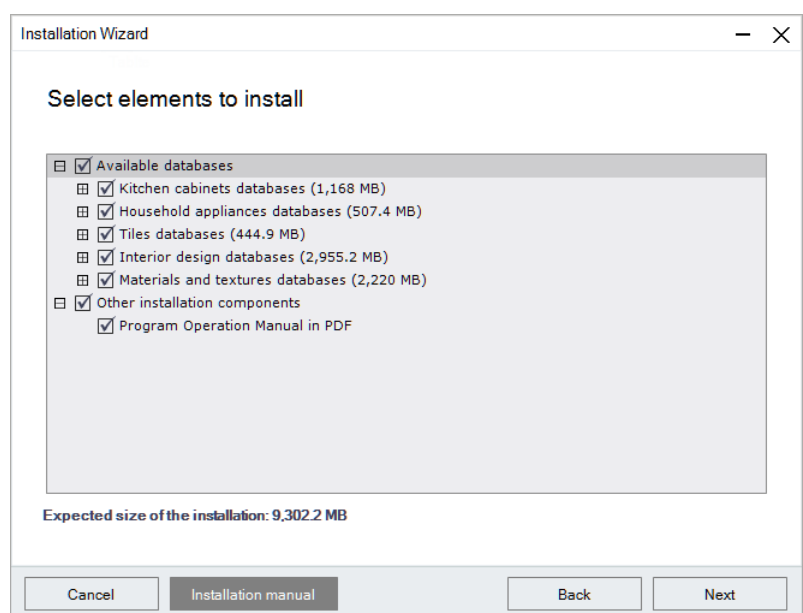 Installation Wizard
Select elements to install
Available databases
Kitchen cabinets databases (1,168 MB)
Household appliances databases (507.4 MB)
Tiles databases (444.9 MB)
Interior design databases (2,955.2 MB)
Materials and textures databases (2,220 MB)
Other installation components
Program Operation Manual in PDF
Expected size of the installation: 9,302.2 MB
Cancel Installation manual Back Next